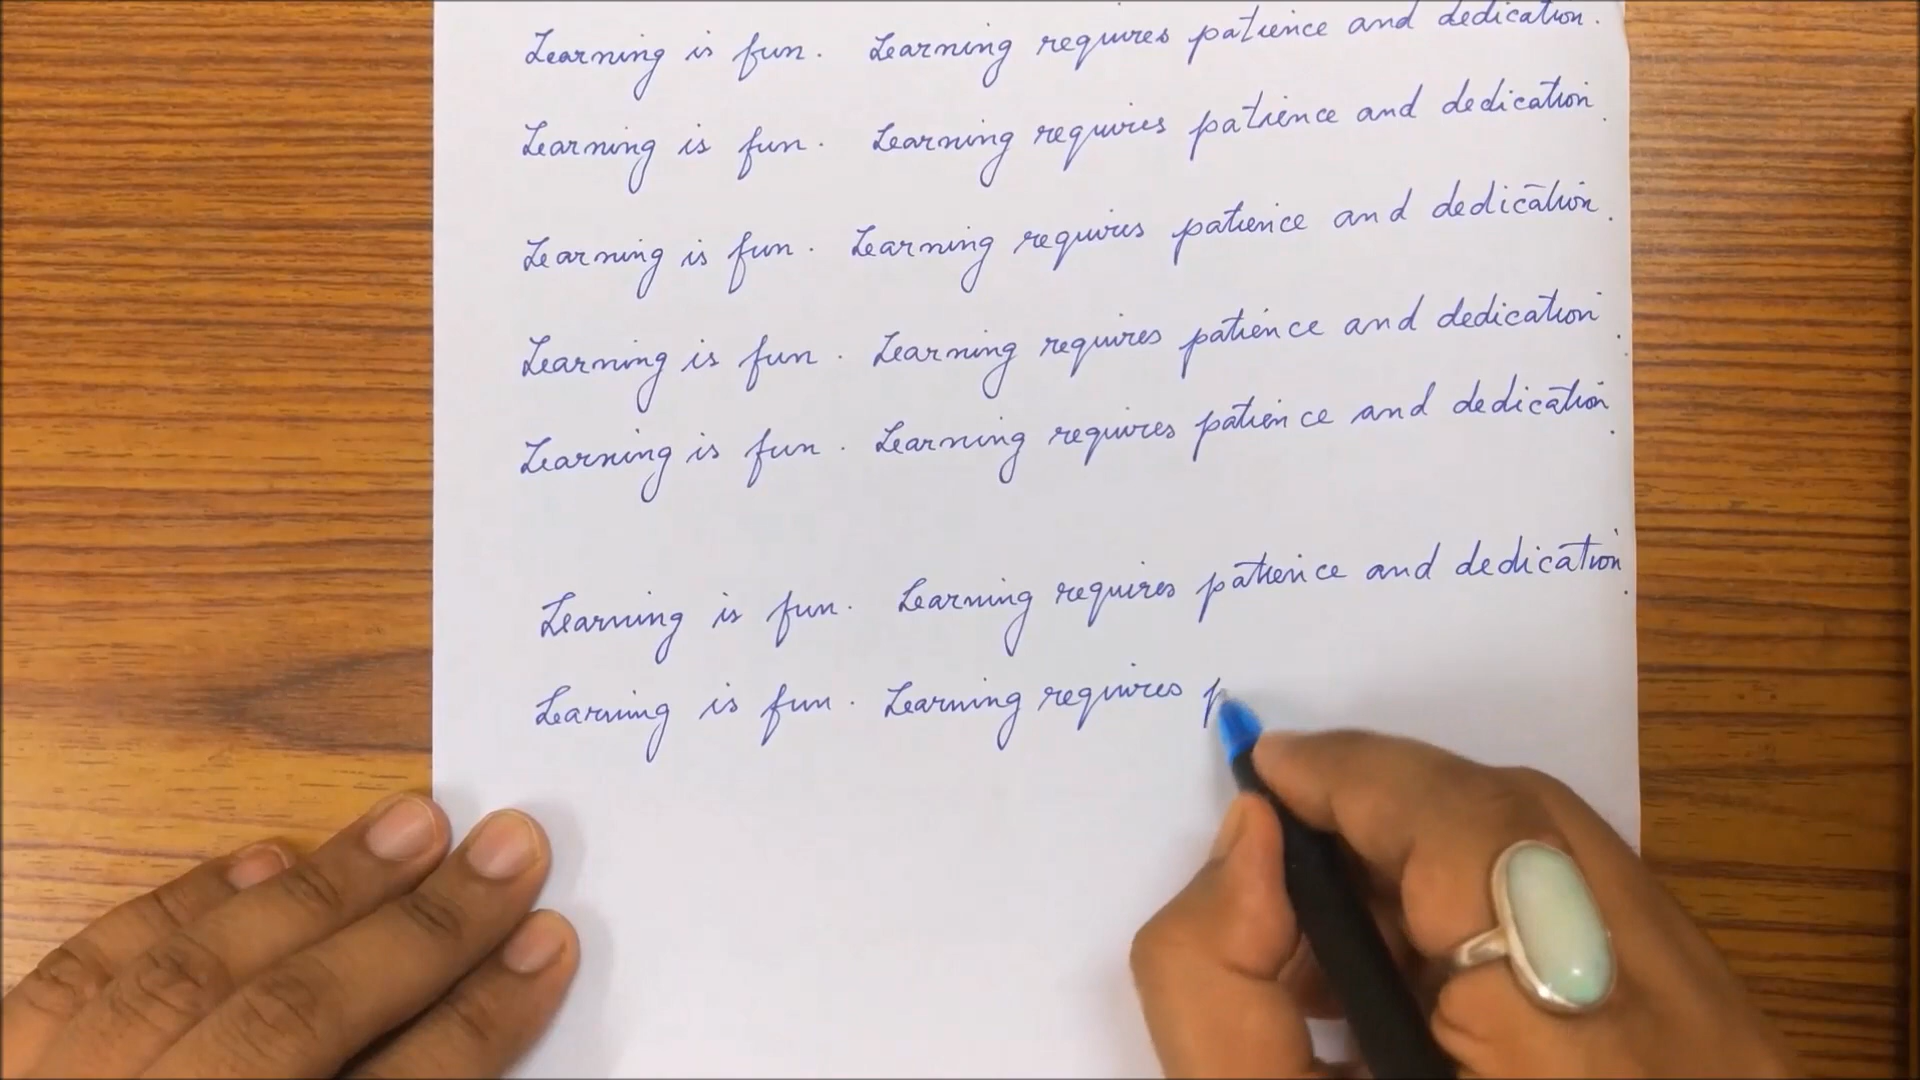 Learning is fun. Learning requires patience and dedication.
Learning is fun. Learning requires patience and dedication.
Learning is fun. Learning requires patience and dedication.
Learning is fun. Learning requires patience and dedication.
Learning is fun. Learning requires patience and dedication.
Learning is fun. Learning requires patience and dedication.
Learning is fun. Learning requires p